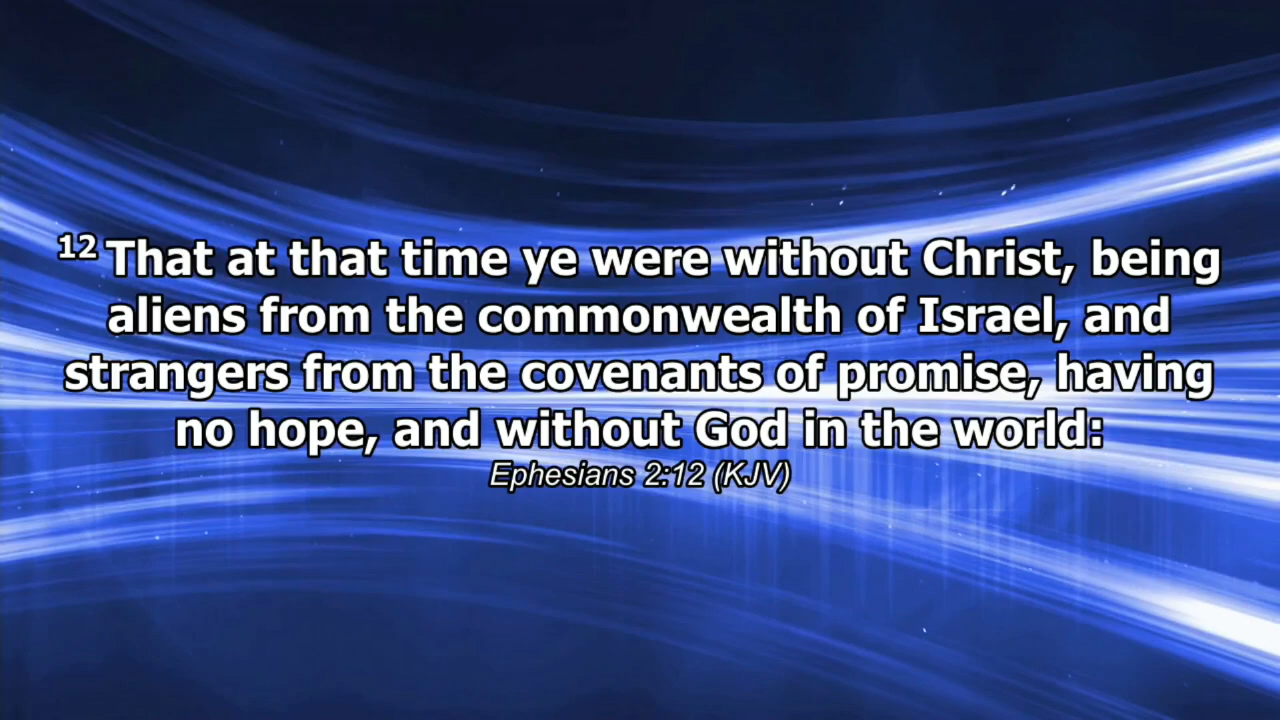 12 That at that time ye were without Christ, being
aliens from the commonwealth of Israel, and
strangers from the covenants of promise, having
no hope, and without God in the world:
Ephesians 2:12 (KJV)